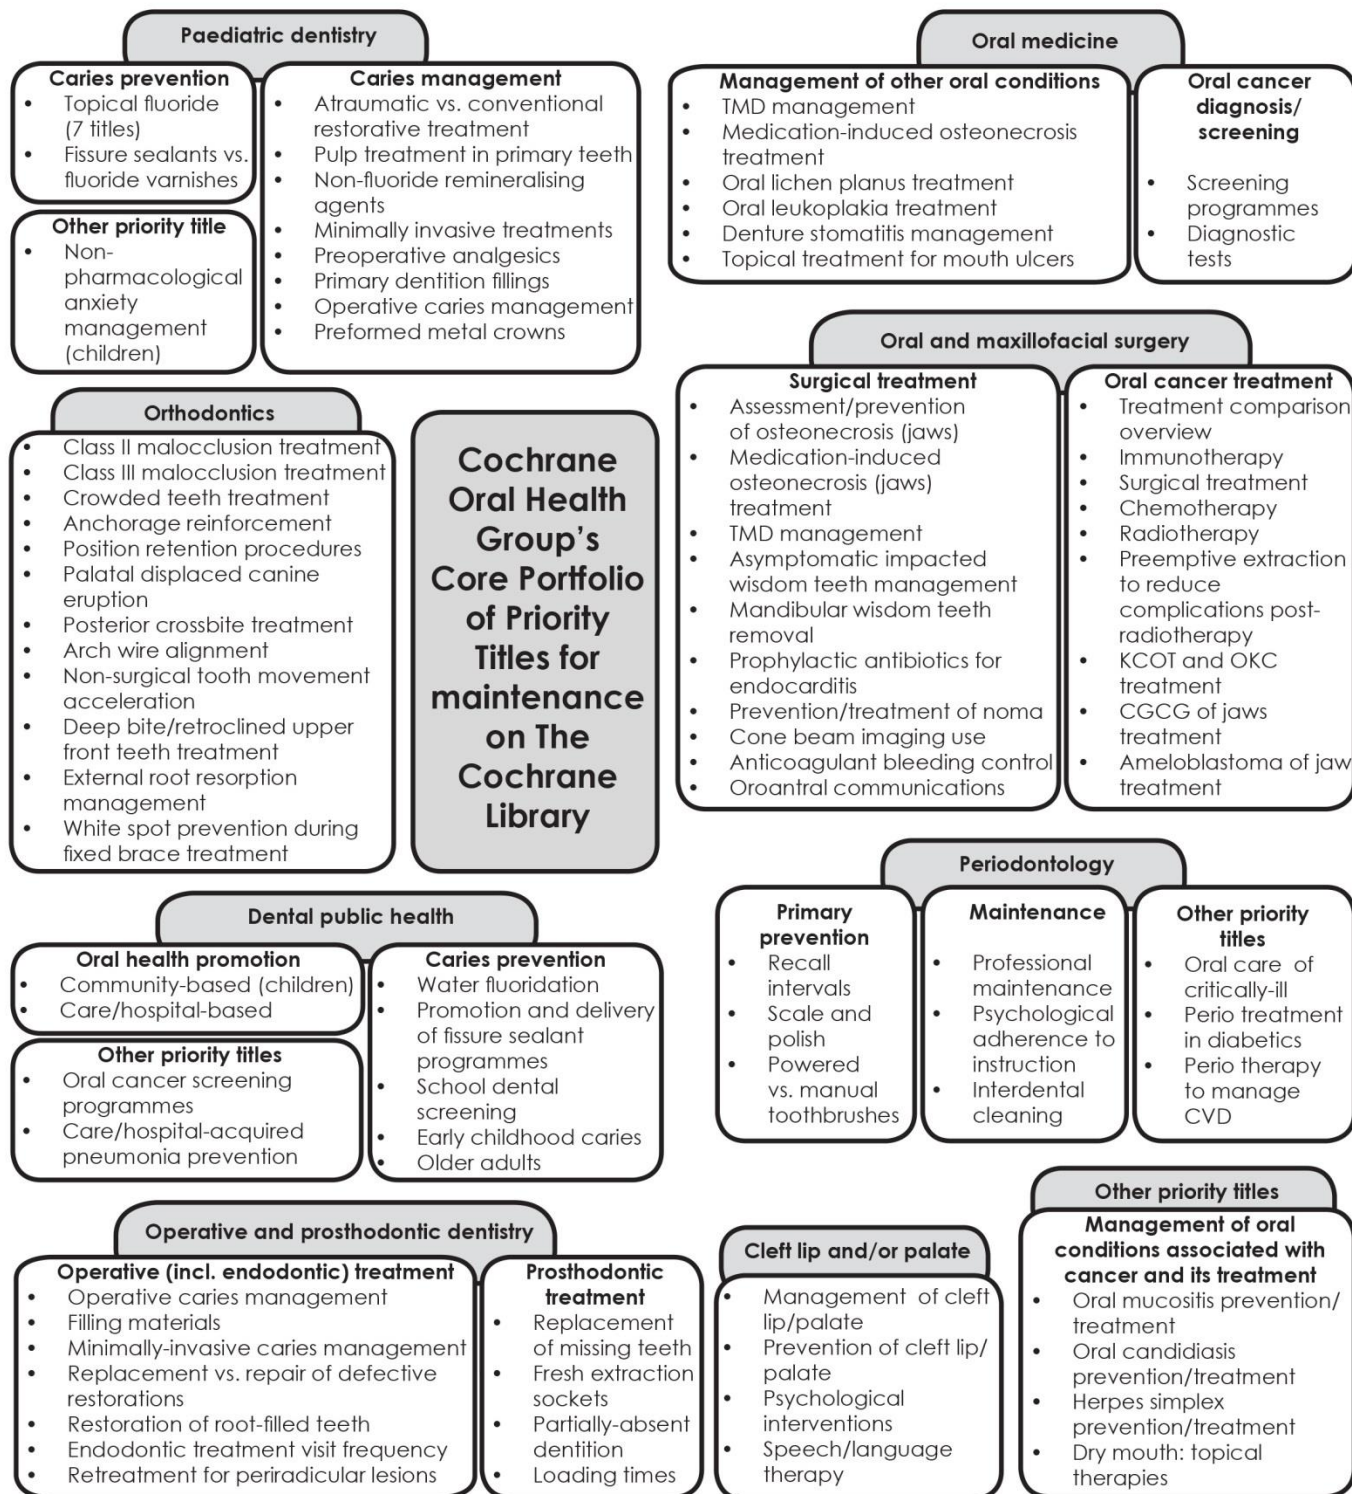 Paediatric dentistry
Caries prevention
• Topical fluoride
(7 titles)
• Fissure sealants vs.
fluoride varnishes
Other priority title
• Non-
pharmacological
anxiety
management
(children)
Caries management
• Atraumatic vs. conventional
restorative treatment
• Pulp treatment in primary teeth
• Non-fluoride remineralising
agents
• Minimally invasive treatments
• Preoperative analgesics
• Primary dentition fillings
• Operative caries management
• Preformed metal crowns
Oral medicine
Management of other oral conditions
• TMD management
• Medication-induced osteonecrosis
treatment
• Oral lichen planus treatment
• Oral leukoplakia treatment
• Denture stomatitis management
• Topical treatment for mouth ulcers
Oral cancer
diagnosis/
screening
• Screening
programmes
• Diagnostic
tests
Orthodontics
• Class II malocclusion treatment
• Class III malocclusion treatment
• Crowded teeth treatment
• Anchorage reinforcement
• Position retention procedures
• Palatal displaced canine
eruption
• Posterior crossbite treatment
• Arch wire alignment
• Non-surgical tooth movement
acceleration
• Deep bite/retroclined upper
front teeth treatment
• External root resorption
management
• White spot prevention during
fixed brace treatment
Cochrane
Oral Health
Group's
Core Portfolio
of Priority
Titles for
maintenance
on The
Cochrane
Library
Oral and maxillofacial surgery
Surgical treatment
• Assessment/prevention
of osteonecrosis (jaws)
• Medication-induced
osteonecrosis (jaws)
treatment
• TMD management
• Asymptomatic impacted
wisdom teeth management
• Mandibular wisdom teeth
removal
• Prophylactic antibiotics for
endocarditis
• Prevention/treatment of noma
• Cone beam imaging use
• Anticoagulant bleeding control
• Oroantral communications
Oral cancer treatment
• Treatment comparison
overview
• Immunotherapy
• Surgical treatment
• Chemotherapy
• Radiotherapy
• Preemptive extraction
to reduce
complications post-
radiotherapy
• KCOT and OKC
treatment
• CGCG of jaws
treatment
• Ameloblastoma of jaw
treatment
Dental public health
Oral health promotion
• Community-based (children)
• Care/hospital-based
Other priority titles
• Oral cancer screening
programmes
• Care/hospital-acquired
pneumonia prevention
Caries prevention
• Water fluoridation
• Promotion and delivery
of fissure sealant
programmes
• School dental
screening
• Early childhood caries
• Older adults
Periodontology
Primary
prevention
• Recall
intervals
• Scale and
polish
• Powered
vs. manual
toothbrushes
Maintenance
• Professional
maintenance
• Psychological
adherence to
instruction
• Interdental
cleaning
Other priority
titles
• Oral care of
critically-ill
• Perio treatment
in diabetics
• Perio therapy
to manage
CVD
Operative and prosthodontic dentistry
Operative (incl. endodontic) treatment
• Operative caries management
• Filling materials
• Minimally-invasive caries management
• Replacement vs. repair of defective
restorations
• Restoration of root-filled teeth
• Endodontic treatment visit frequency
• Retreatment for periradicular lesions
Prosthodontic
treatment
• Replacement
of missing teeth
• Fresh extraction
sockets
• Partially-absent
dentition
• Loading times
Cleft lip and/or palate
• Management of cleft
lip/palate
• Prevention of cleft lip/
palate
• Psychological
interventions
• Speech/language
therapy
Other priority titles
Management of oral
conditions associated with
cancer and its treatment
• Oral mucositis prevention/
treatment
• Oral candidiasis
prevention/treatment
• Herpes simplex
prevention/treatment
• Dry mouth: topical
therapies